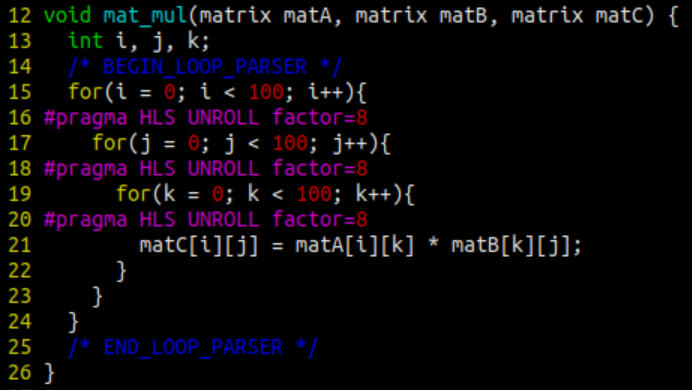 12 void mat_mul(matrix matA, matrix matB, matrix matC) {
13   int i, j, k;
14   /* BEGIN_LOOP_PARSER */
15   for(i = 0; i < 100; i++){
16 #pragma HLS UNROLL factor=8
17     for(j = 0; j < 100; j++){
18 #pragma HLS UNROLL factor=8
19       for(k = 0; k < 100; k++){
20 #pragma HLS UNROLL factor=8
21         matC[i][j] = matA[i][k] * matB[k][j];
22       }
23     }
24   }
25   /* END_LOOP_PARSER */
26 }